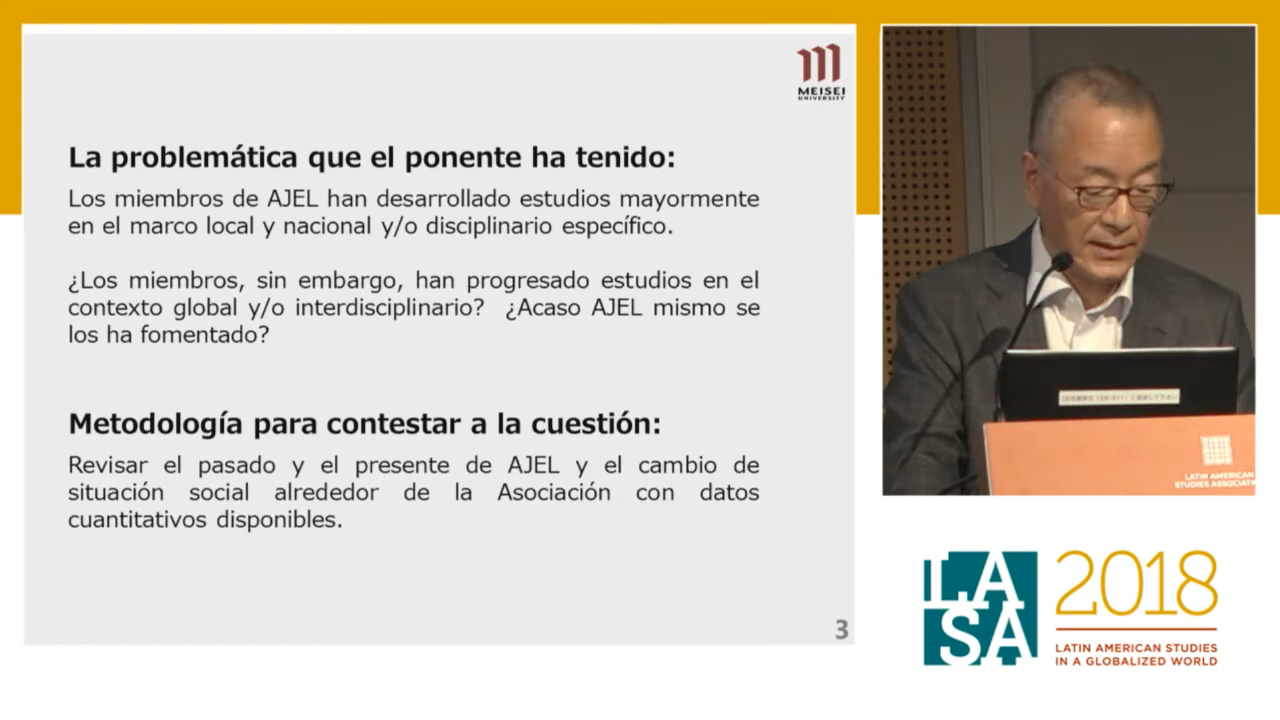 MEISEI
UNIVERSITY
La problemática que el ponente ha tenido:
Los miembros de AJEL han desarrollado estudios mayormente
en el marco local y nacional y/o disciplinario específico.
¿Los miembros, sin embargo, han progresado estudios en el
contexto global y/o interdisciplinario? ¿Acaso AJEL mismo se
los ha fomentado?
Metodología para contestar a la cuestión:
Revisar el pasado y el presente de AJEL y el cambio de
situación social alrededor de la Asociación con datos
cuantitativos disponibles.
3
LATIN AMERICAN
STUDIES ASSOCIATI
LASA
2018
LATIN AMERICAN STUDIES
IN A GLOBALIZED WORLD